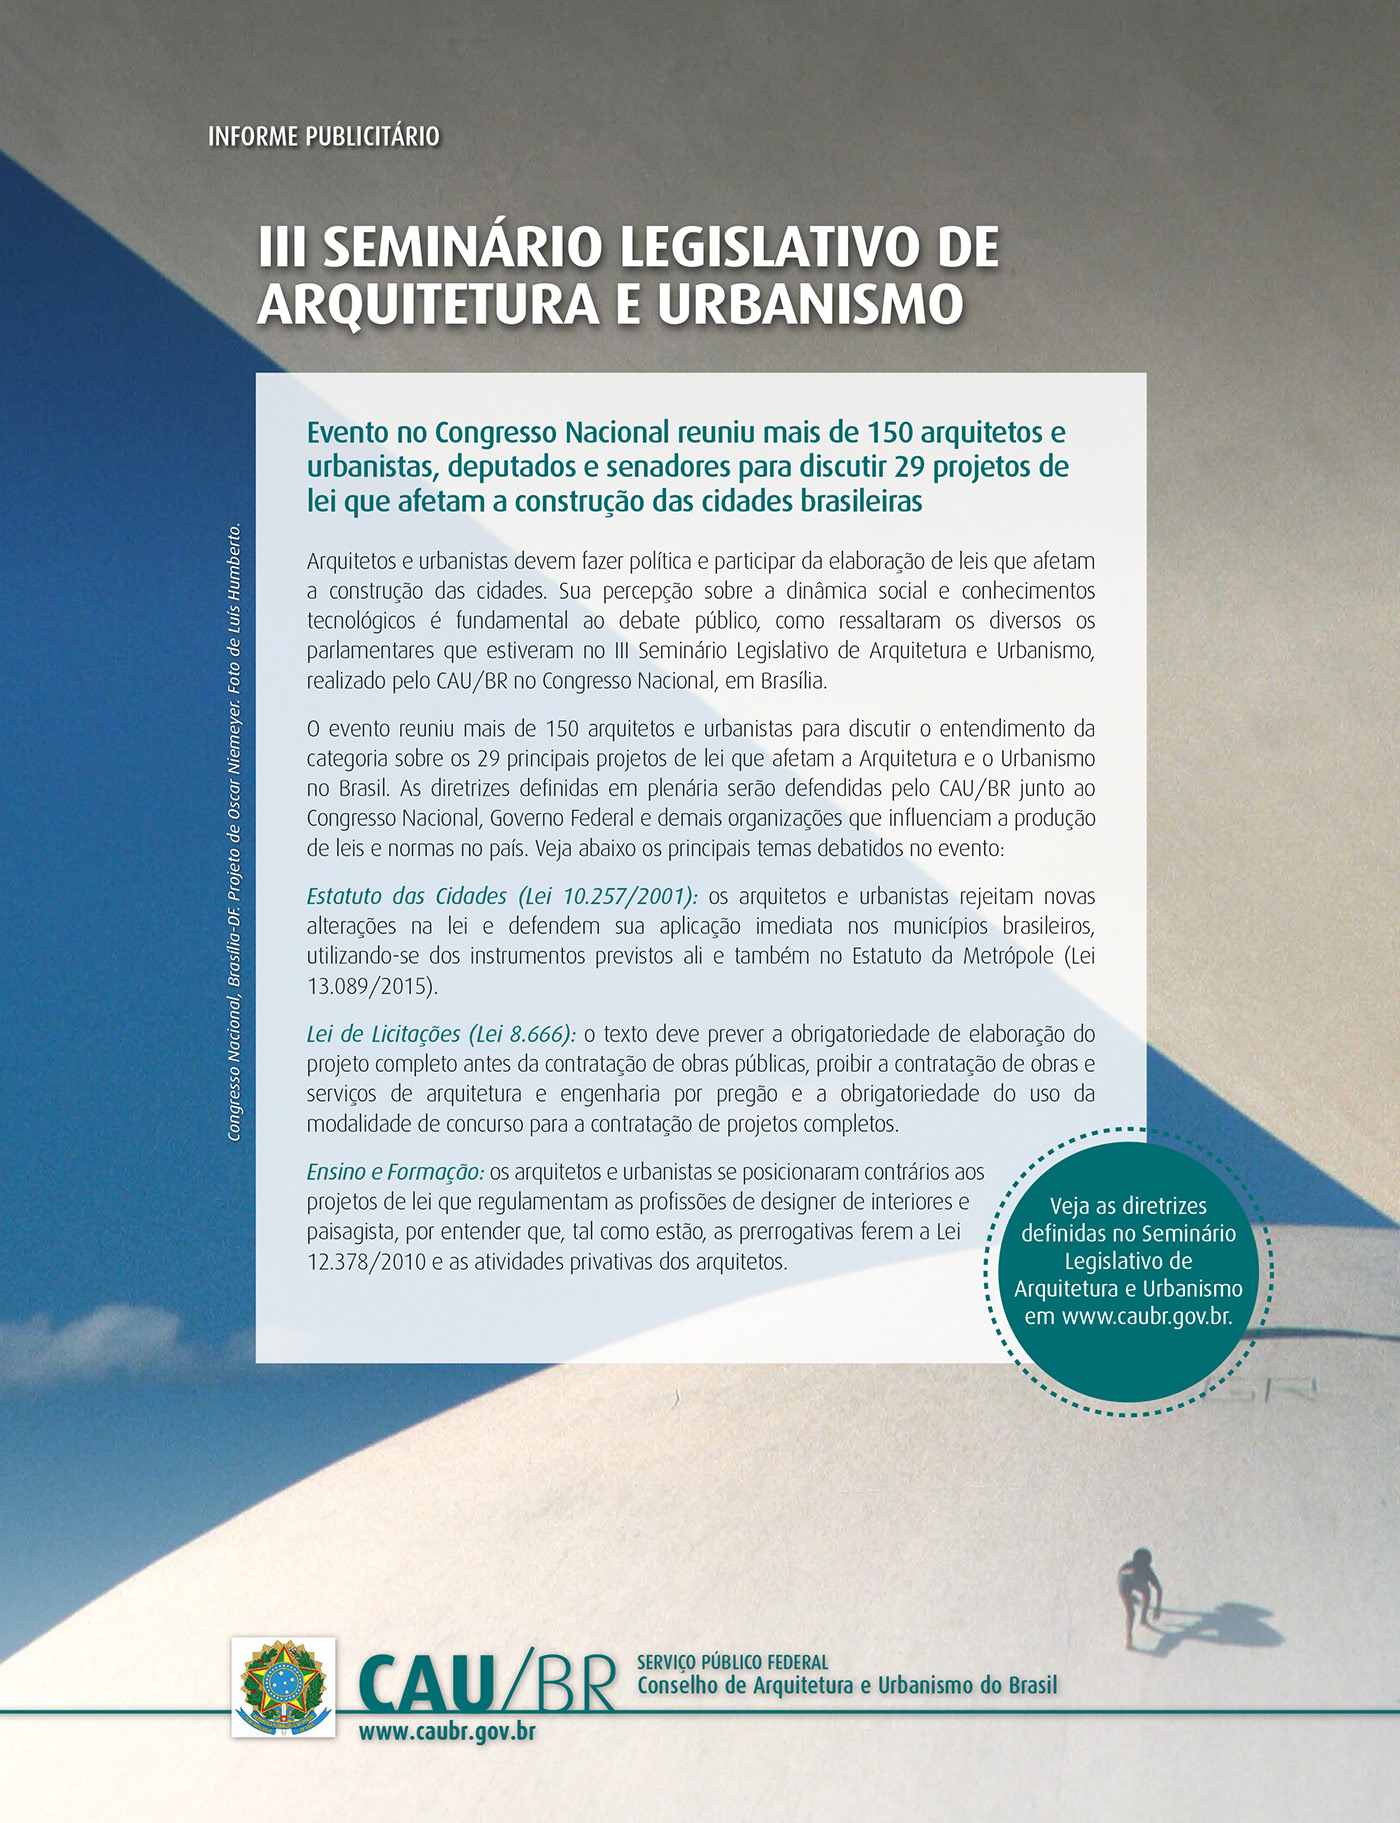 INFORME PUBLICITÁRIO
III SEMINÁRIO LEGISLATIVO DE
ARQUITETURA E URBANISMO
Evento no Congresso Nacional reuniu mais de 150 arquitetos e
urbanistas, deputados e senadores para discutir 29 projetos de
lei que afetam a construção das cidades brasileiras
Arquitetos e urbanistas devem fazer política e participar da elaboração de leis que afetam
a construção das cidades. Sua percepção sobre a dinâmica social e conhecimentos
tecnológicos é fundamental ao debate público, como ressaltaram os diversos os
parlamentares que estiveram no III Seminário Legislativo de Arquitetura e Urbanismo,
realizado pelo CAU/BR no Congresso Nacional, em Brasília.
O evento reuniu mais de 150 arquitetos e urbanistas para discutir o entendimento da
categoria sobre os 29 principais projetos de lei que afetam a Arquitetura e o Urbanismo
no Brasil. As diretrizes definidas em plenária serão defendidas pelo CAU/BR junto ao
Congresso Nacional, Governo Federal e demais organizações que influenciam a produção
de leis e normas no país. Veja abaixo os principais temas debatidos no evento:
Estatuto das Cidades (Lei 10.257/2001): os arquitetos e urbanistas rejeitam novas
alterações na lei e defendem sua aplicação imediata nos municípios brasileiros,
utilizando-se dos instrumentos previstos ali e também no Estatuto da Metrópole (Lei
13.089/2015).
Lei de Licitações (Lei 8.666): o texto deve prever a obrigatoriedade de elaboração do
projeto completo antes da contratação de obras públicas, proibir a contratação de obras e
serviços de arquitetura e engenharia por pregão e a obrigatoriedade do uso da
modalidade de concurso para a contratação de projetos completos.
Ensino e Formação: os arquitetos e urbanistas se posicionaram contrários aos
projetos de lei que regulamentam as profissões de designer de interiores e
paisagista, por entender que, tal como estão, as prerrogativas ferem a Lei
12.378/2010 e as atividades privativas dos arquitetos.
Congresso Nacional, Brasília-DF. Projeto de Oscar Niemeyer. Foto de Luís Humberto.
Veja as diretrizes
definidas no Seminário
Legislativo de
Arquitetura e Urbanismo
em www.caubr.gov.br.
CAU/BR
SERVIÇO PÚBLICO FEDERAL
Conselho de Arquitetura e Urbanismo do Brasil
www.caubr.gov.br